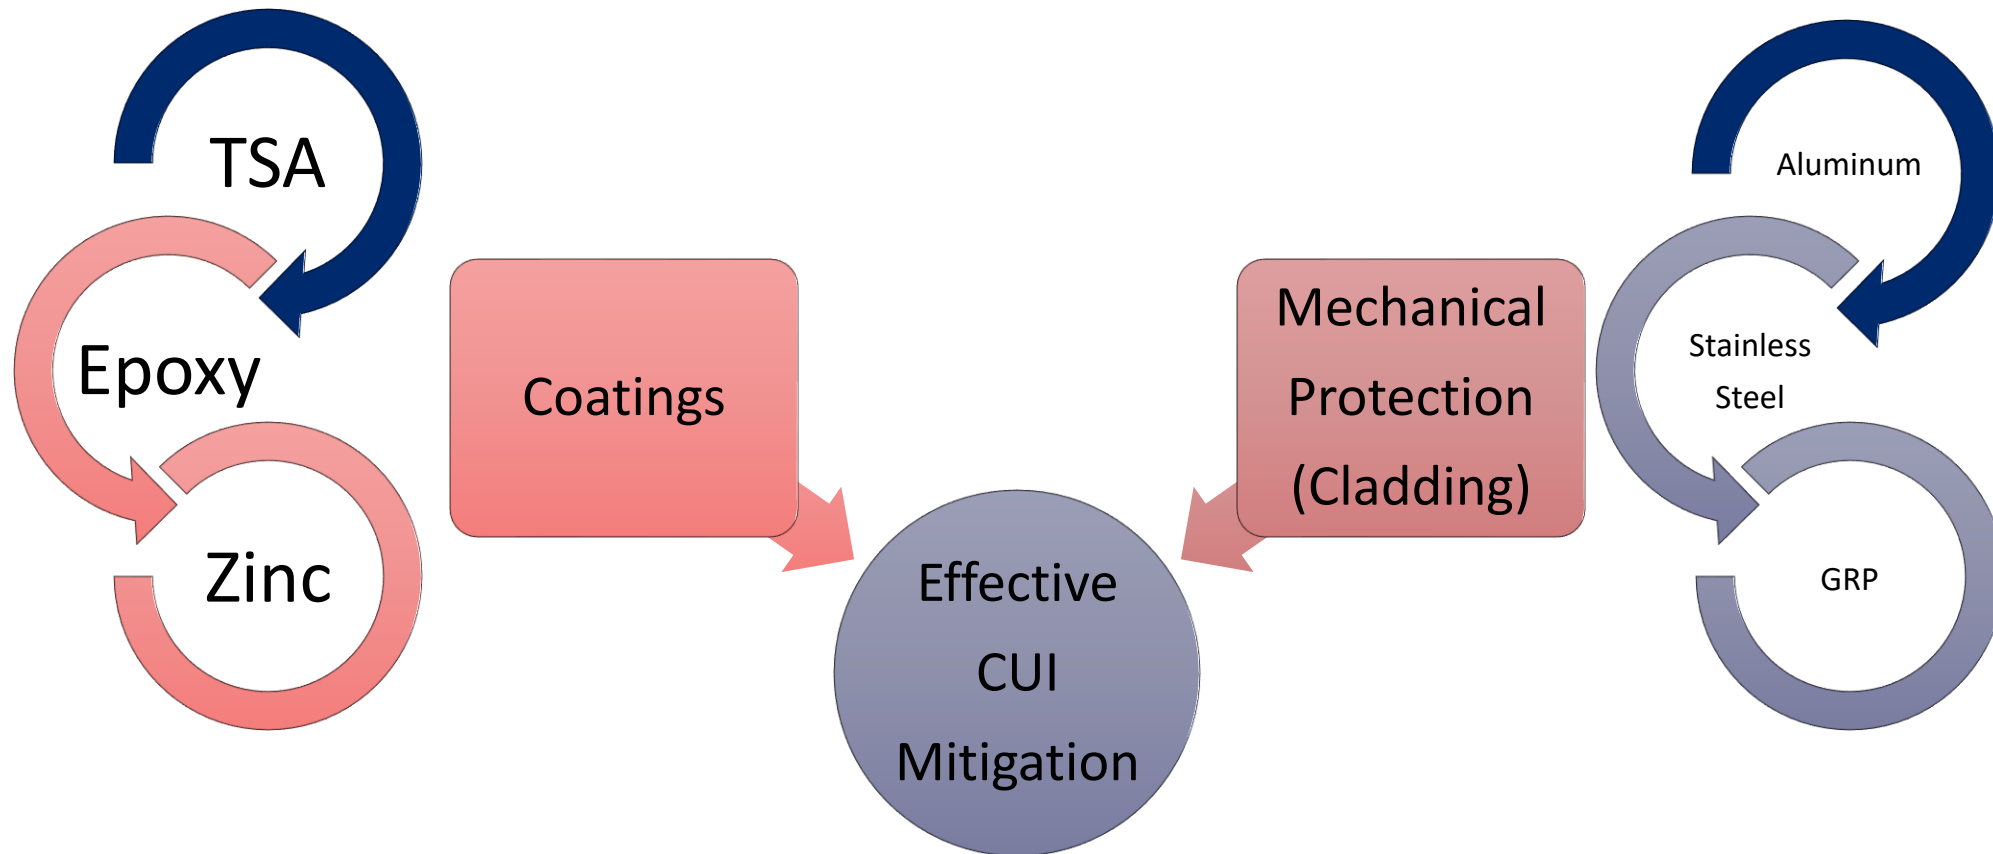 TSA
Epoxy
Zinc
Coatings
Mechanical
Protection
(Cladding)
Effective
CUI
Mitigation
Aluminum
Stainless
Steel
GRP